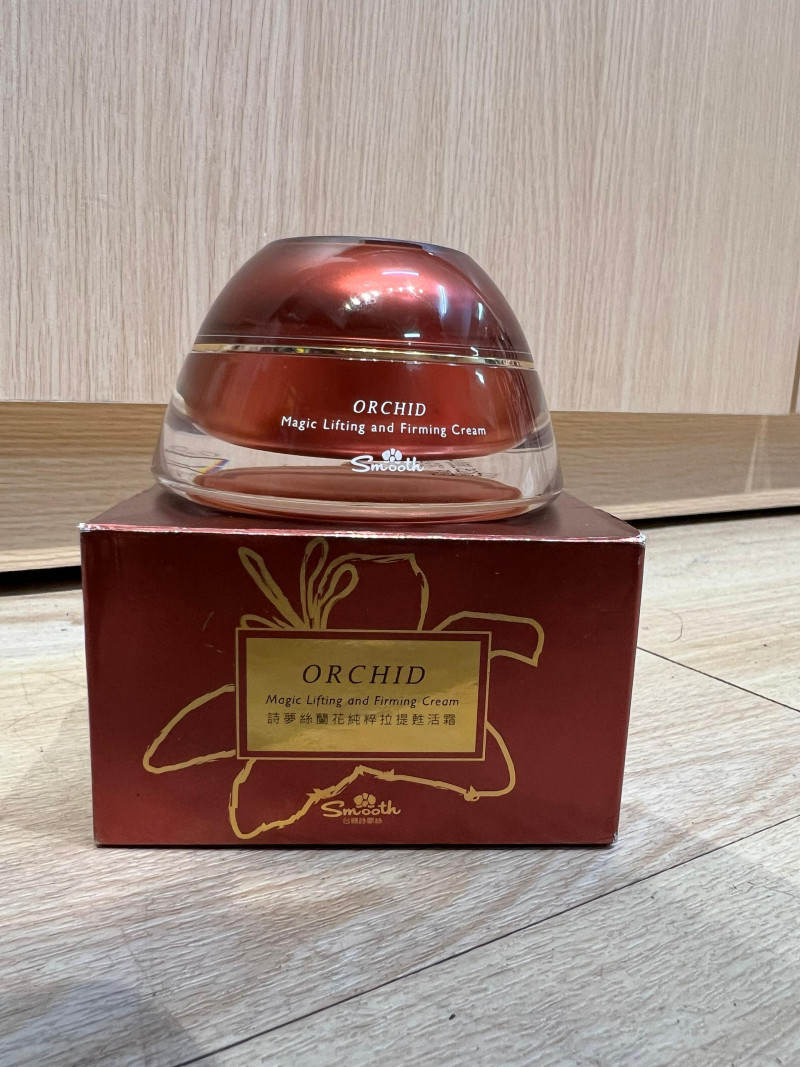 ORCHID
Magic Lifting and Firming Cream
Smooth
ORCHID
Magic Lifting and Firming Cream
詩夢絲蘭花純粹拉提甦活霜
Smooth
台糖詩夢絲